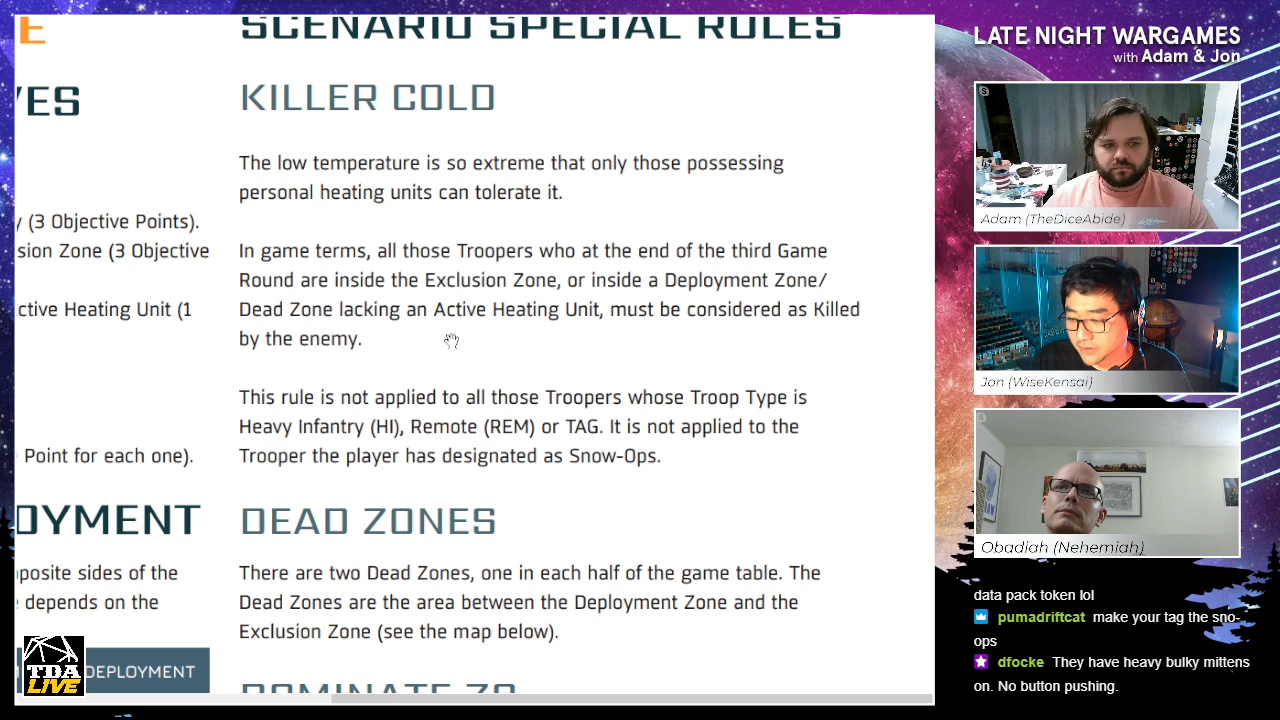 E
VES
y (3 Objective Points).
sion Zone (3 Objective
ctive Heating Unit (1
Point for each one).
OYMENT
posite sides of the
depends on the
DEPLOYMENT
SCENARIO SPECIAL RULES
KILLER COLD
The low temperature is so extreme that only those possessing
personal heating units can tolerate it.
In game terms, all those Troopers who at the end of the third Game
Round are inside the Exclusion Zone, or inside a Deployment Zone/
Dead Zone lacking an Active Heating Unit, must be considered as Killed
by the enemy.
This rule is not applied to all those Troopers whose Troop Type is
Heavy Infantry (HI), Remote (REM) or TAG. It is not applied to the
Trooper the player has designated as Snow-Ops.
DEAD ZONES
There are two Dead Zones, one in each half of the game table. The
Dead Zones are the area between the Deployment Zone and the
Exclusion Zone (see the map below).
DOMINATE ZO
TDA
LIVE
LATE NIGHT WARGAMES
with Adam & Jon
Adam (TheDiceAbide)
Jon (WiseKensai)
Obadiah (Nehemiah)
data pack token lol
pumadriftcat make your tag the sno-
ops
dfocke They have heavy bulky mittens
on. No button pushing.